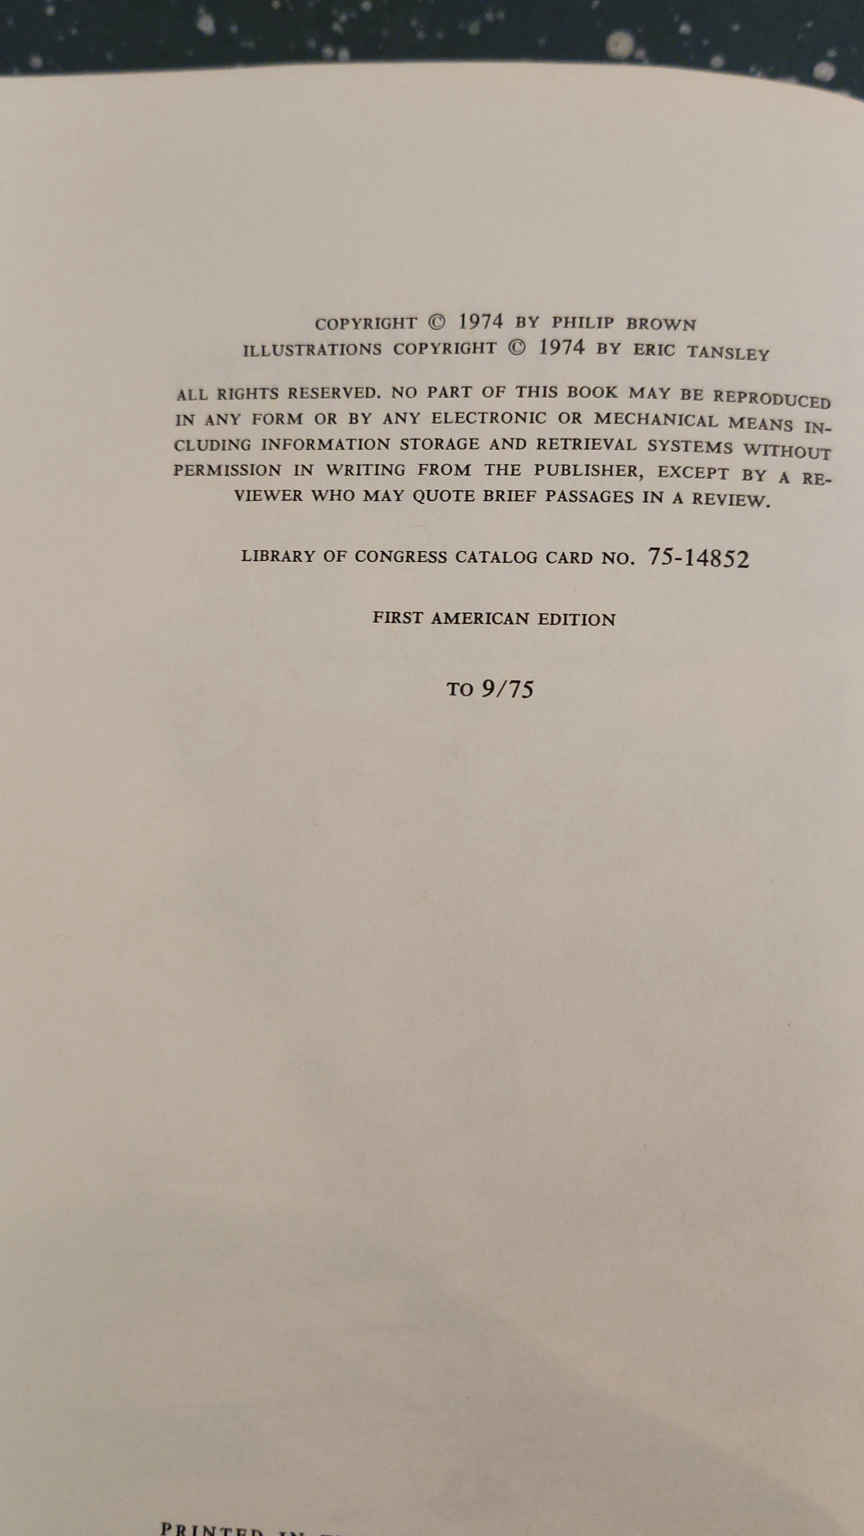 COPYRIGHT © 1974 BY PHILIP BROWN
ILLUSTRATIONS COPYRIGHT © 1974 BY ERIC TANSLEY
ALL RIGHTS RESERVED. NO PART OF THIS BOOK MAY BE REPRODUCED
IN ANY FORM OR BY ANY ELECTRONIC OR MECHANICAL MEANS IN-
CLUDING INFORMATION STORAGE AND RETRIEVAL SYSTEMS WITHOUT
PERMISSION IN WRITING FROM THE PUBLISHER, EXCEPT BY A RE-
VIEWER WHO MAY QUOTE BRIEF PASSAGES IN A REVIEW.
LIBRARY OF CONGRESS CATALOG CARD NO. 75-14852
FIRST AMERICAN EDITION
TO 9/75
PRINTED IN